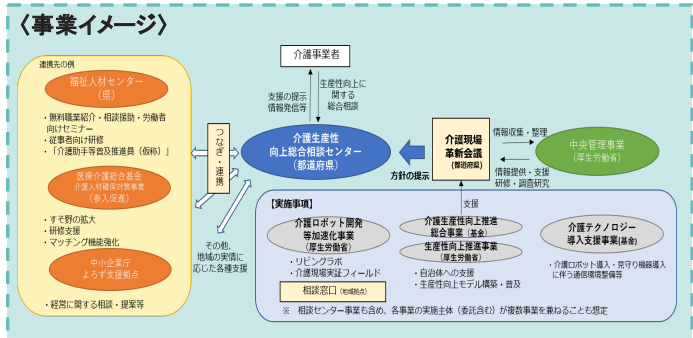 〈事業イメージ〉
連携先の例
福祉人材センター
(県)
・無料職業紹介・相談援助・労働者
向けセミナー
・従事者向け研修
・「介護助手等普及推進員(仮称)」
医療介護総合基金
介護人材確保対策事業
(参入促進)
・すそ野の拡大
・研修支援
・マッチング機能強化
中小企業庁
よろず支援拠点
・経営に関する相談・提案等
つなぎ・連携
その他、
地域の実情に
応じた各種支援
介護事業者
支援の提示
情報発信等
生産性向上に
関する
総合相談
介護生産性
向上総合相談センター
(都道府県)
方針の提示
介護現場
革新会議
(都道府県)
情報収集・整理
情報提供・支援
研修・調査研究
中央管理事業
(厚生労働省)
支援
【実施事項】
介護ロボット開発
等加速化事業
(厚生労働省)
・リビングラボ
・介護現場実証フィールド
相談窓口(地域拠点)
介護生産性向上推進
総合事業(基金)
生産性向上推進事業
(厚生労働省)
・自治体への支援
・生産性向上モデル構築・普及
介護テクノロジー
導入支援事業(基金)
・介護ロボット導入・見守り機器導入
に伴う通信環境整備等
※ 相談センター事業も含め、各事業の実施主体(委託含む)が複数事業を兼ねることも想定